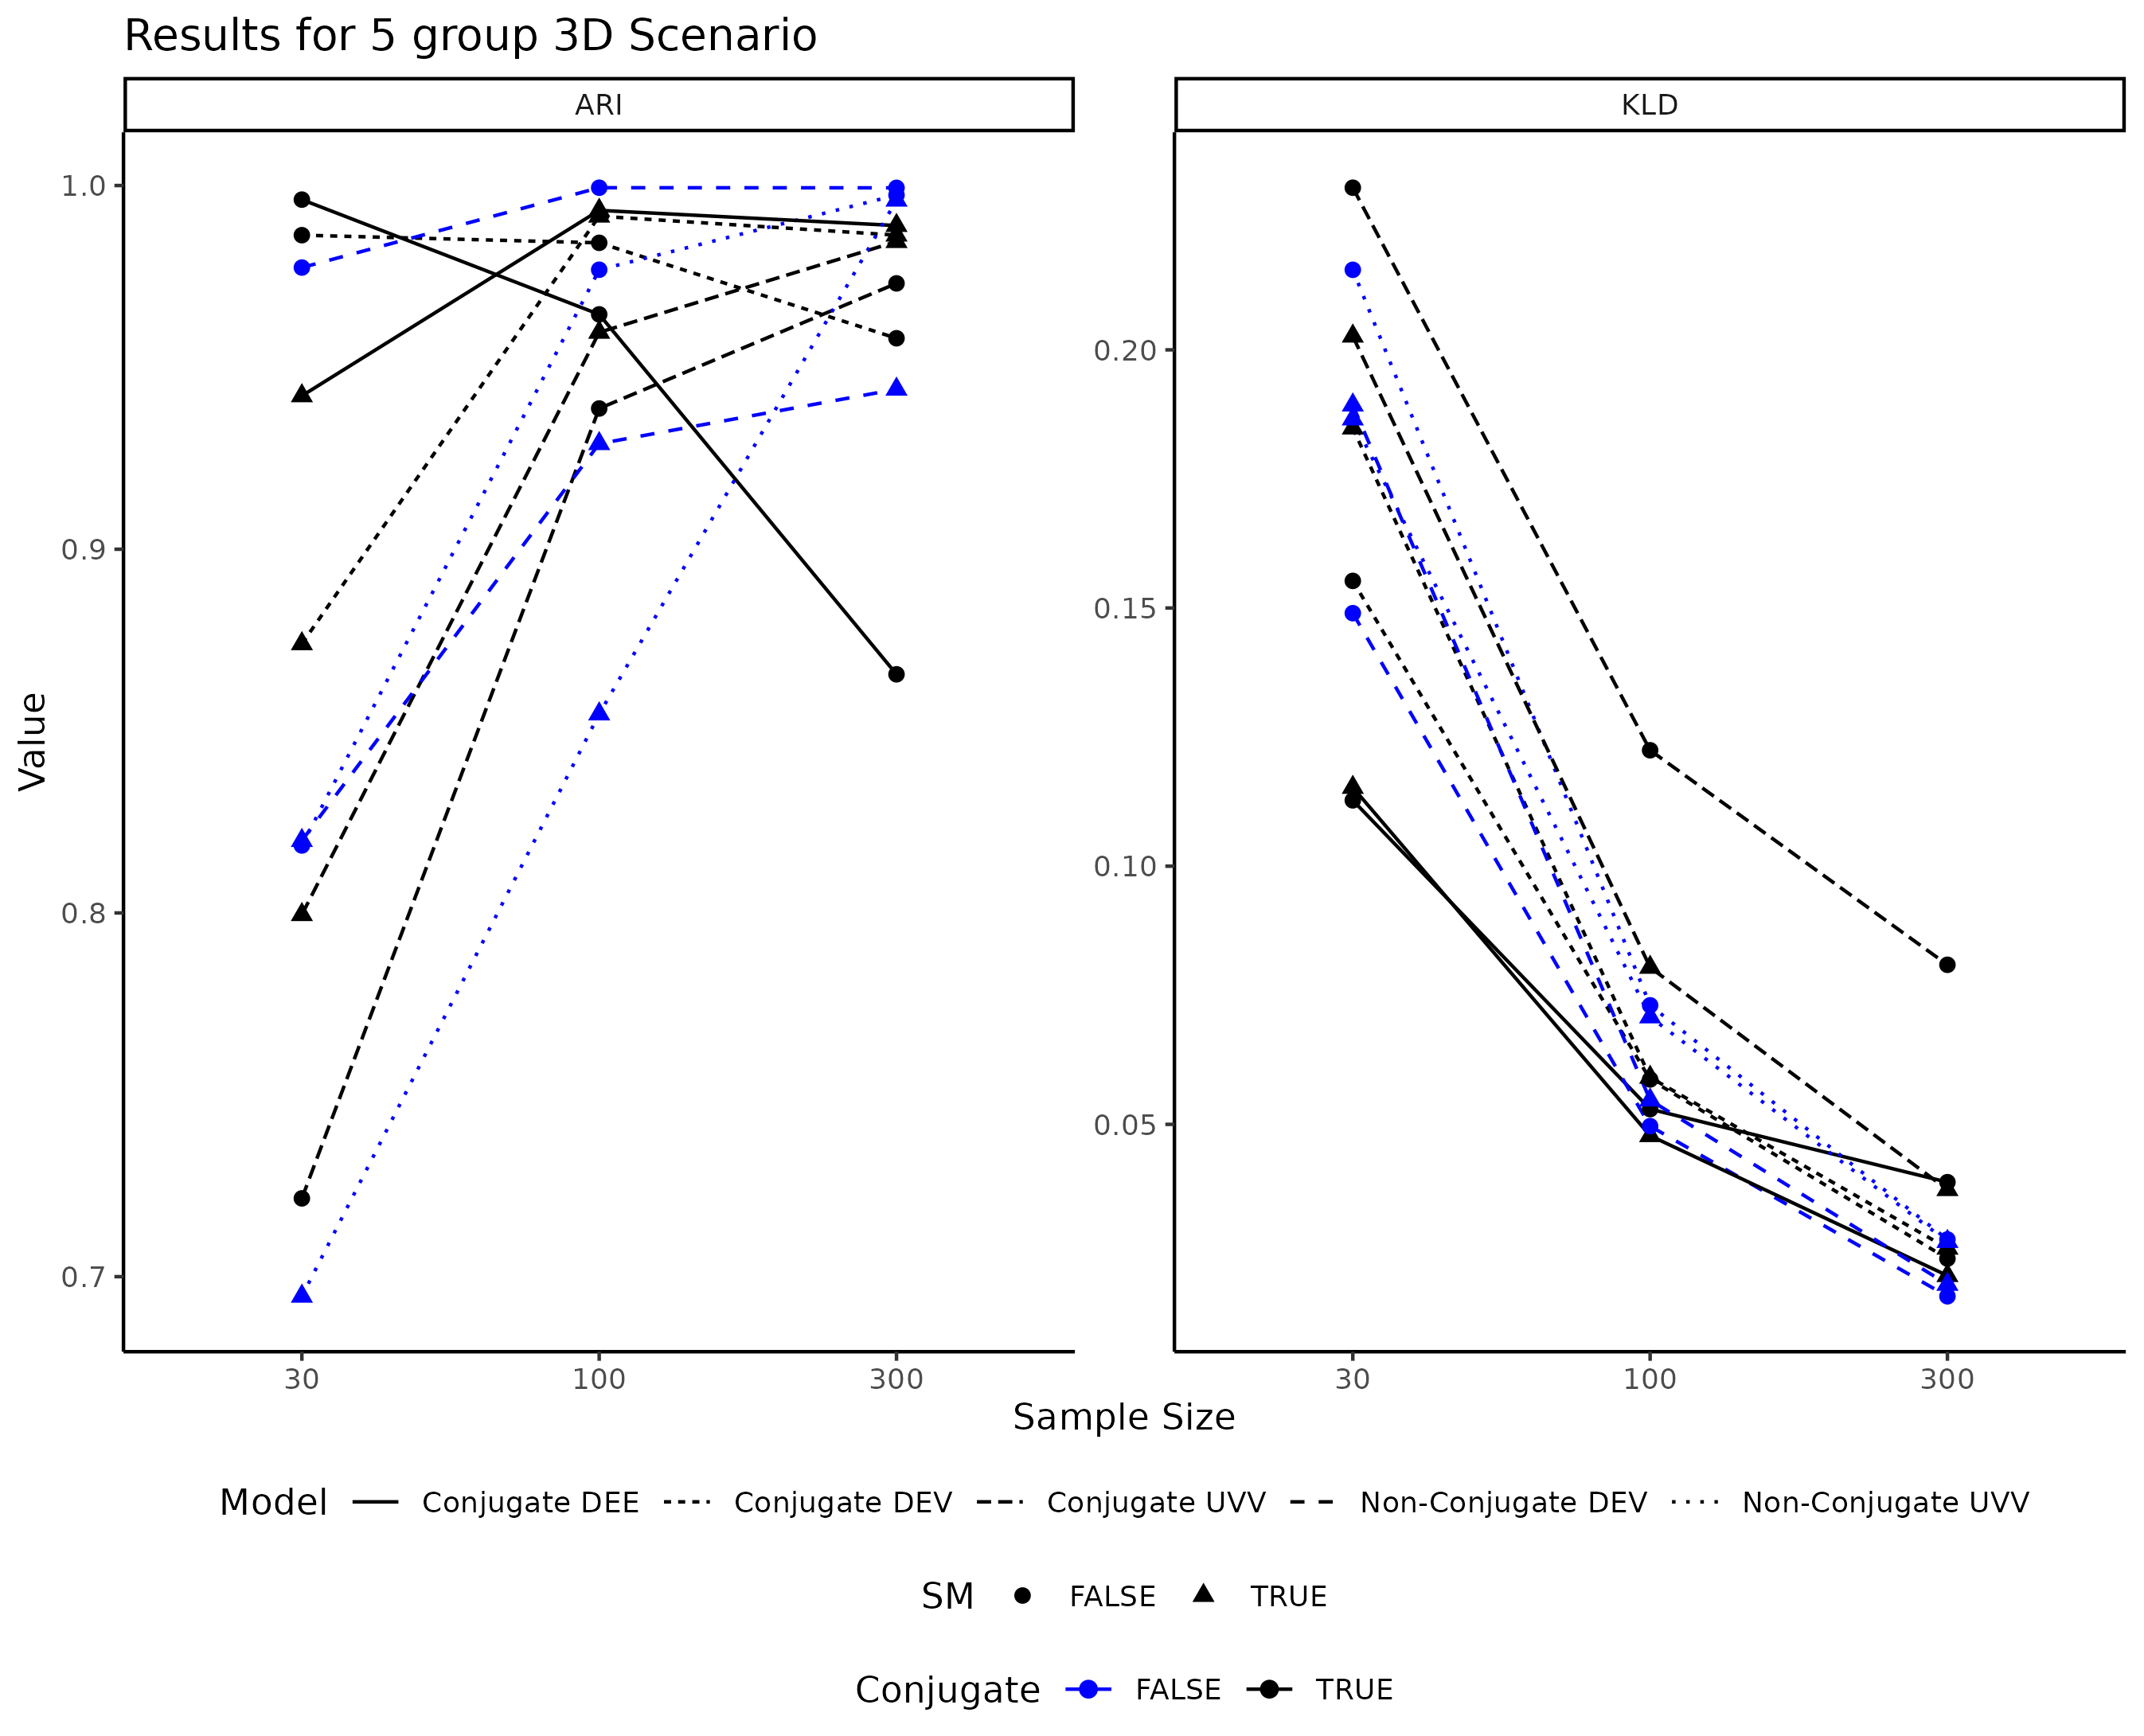 Results for 5 group 3D Scenario
ARI
KLD
Value
1.0
0.9
0.8
0.7
0.20
0.15
0.10
0.05
30 100 300
30 100 300
Sample Size
Model Conjugate DEE Conjugate DEV Conjugate UVV Non-Conjugate DEV Non-Conjugate UVV
SM FALSE TRUE
Conjugate FALSE TRUE